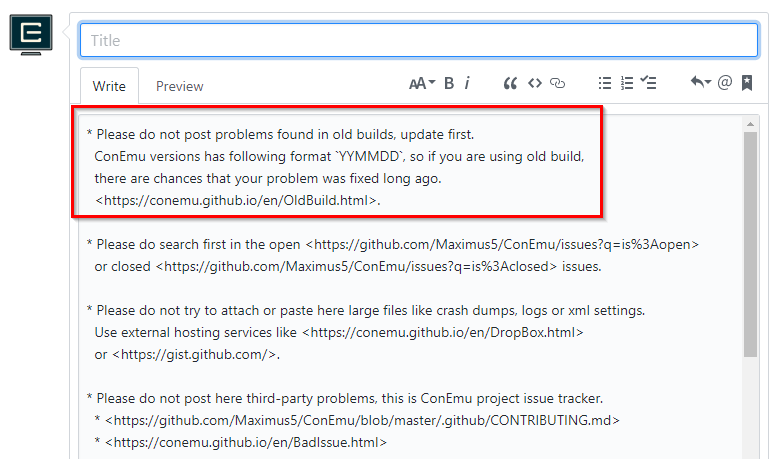 Title
Write Preview AA B i @
* Please do not post problems found in old builds, update first.
ConEmu versions has following format `YYMMDD`, so if you are using old build,
there are chances that your problem was fixed long ago.
<https://conemu.github.io/en/OldBuild.html>.
* Please do search first in the open <https://github.com/Maximus5/ConEmu/issues?q=is%3Aopen>
or closed <https://github.com/Maximus5/ConEmu/issues?q=is%3Aclosed> issues.
* Please do not try to attach or paste here large files like crash dumps, logs or xml settings.
Use external hosting services like <https://conemu.github.io/en/DropBox.html>
or <https://gist.github.com/>.
* Please do not post here third-party problems, this is ConEmu project issue tracker.
* <https://github.com/Maximus5/ConEmu/blob/master/.github/CONTRIBUTING.md>
* <https://conemu.github.io/en/BadIssue.html>